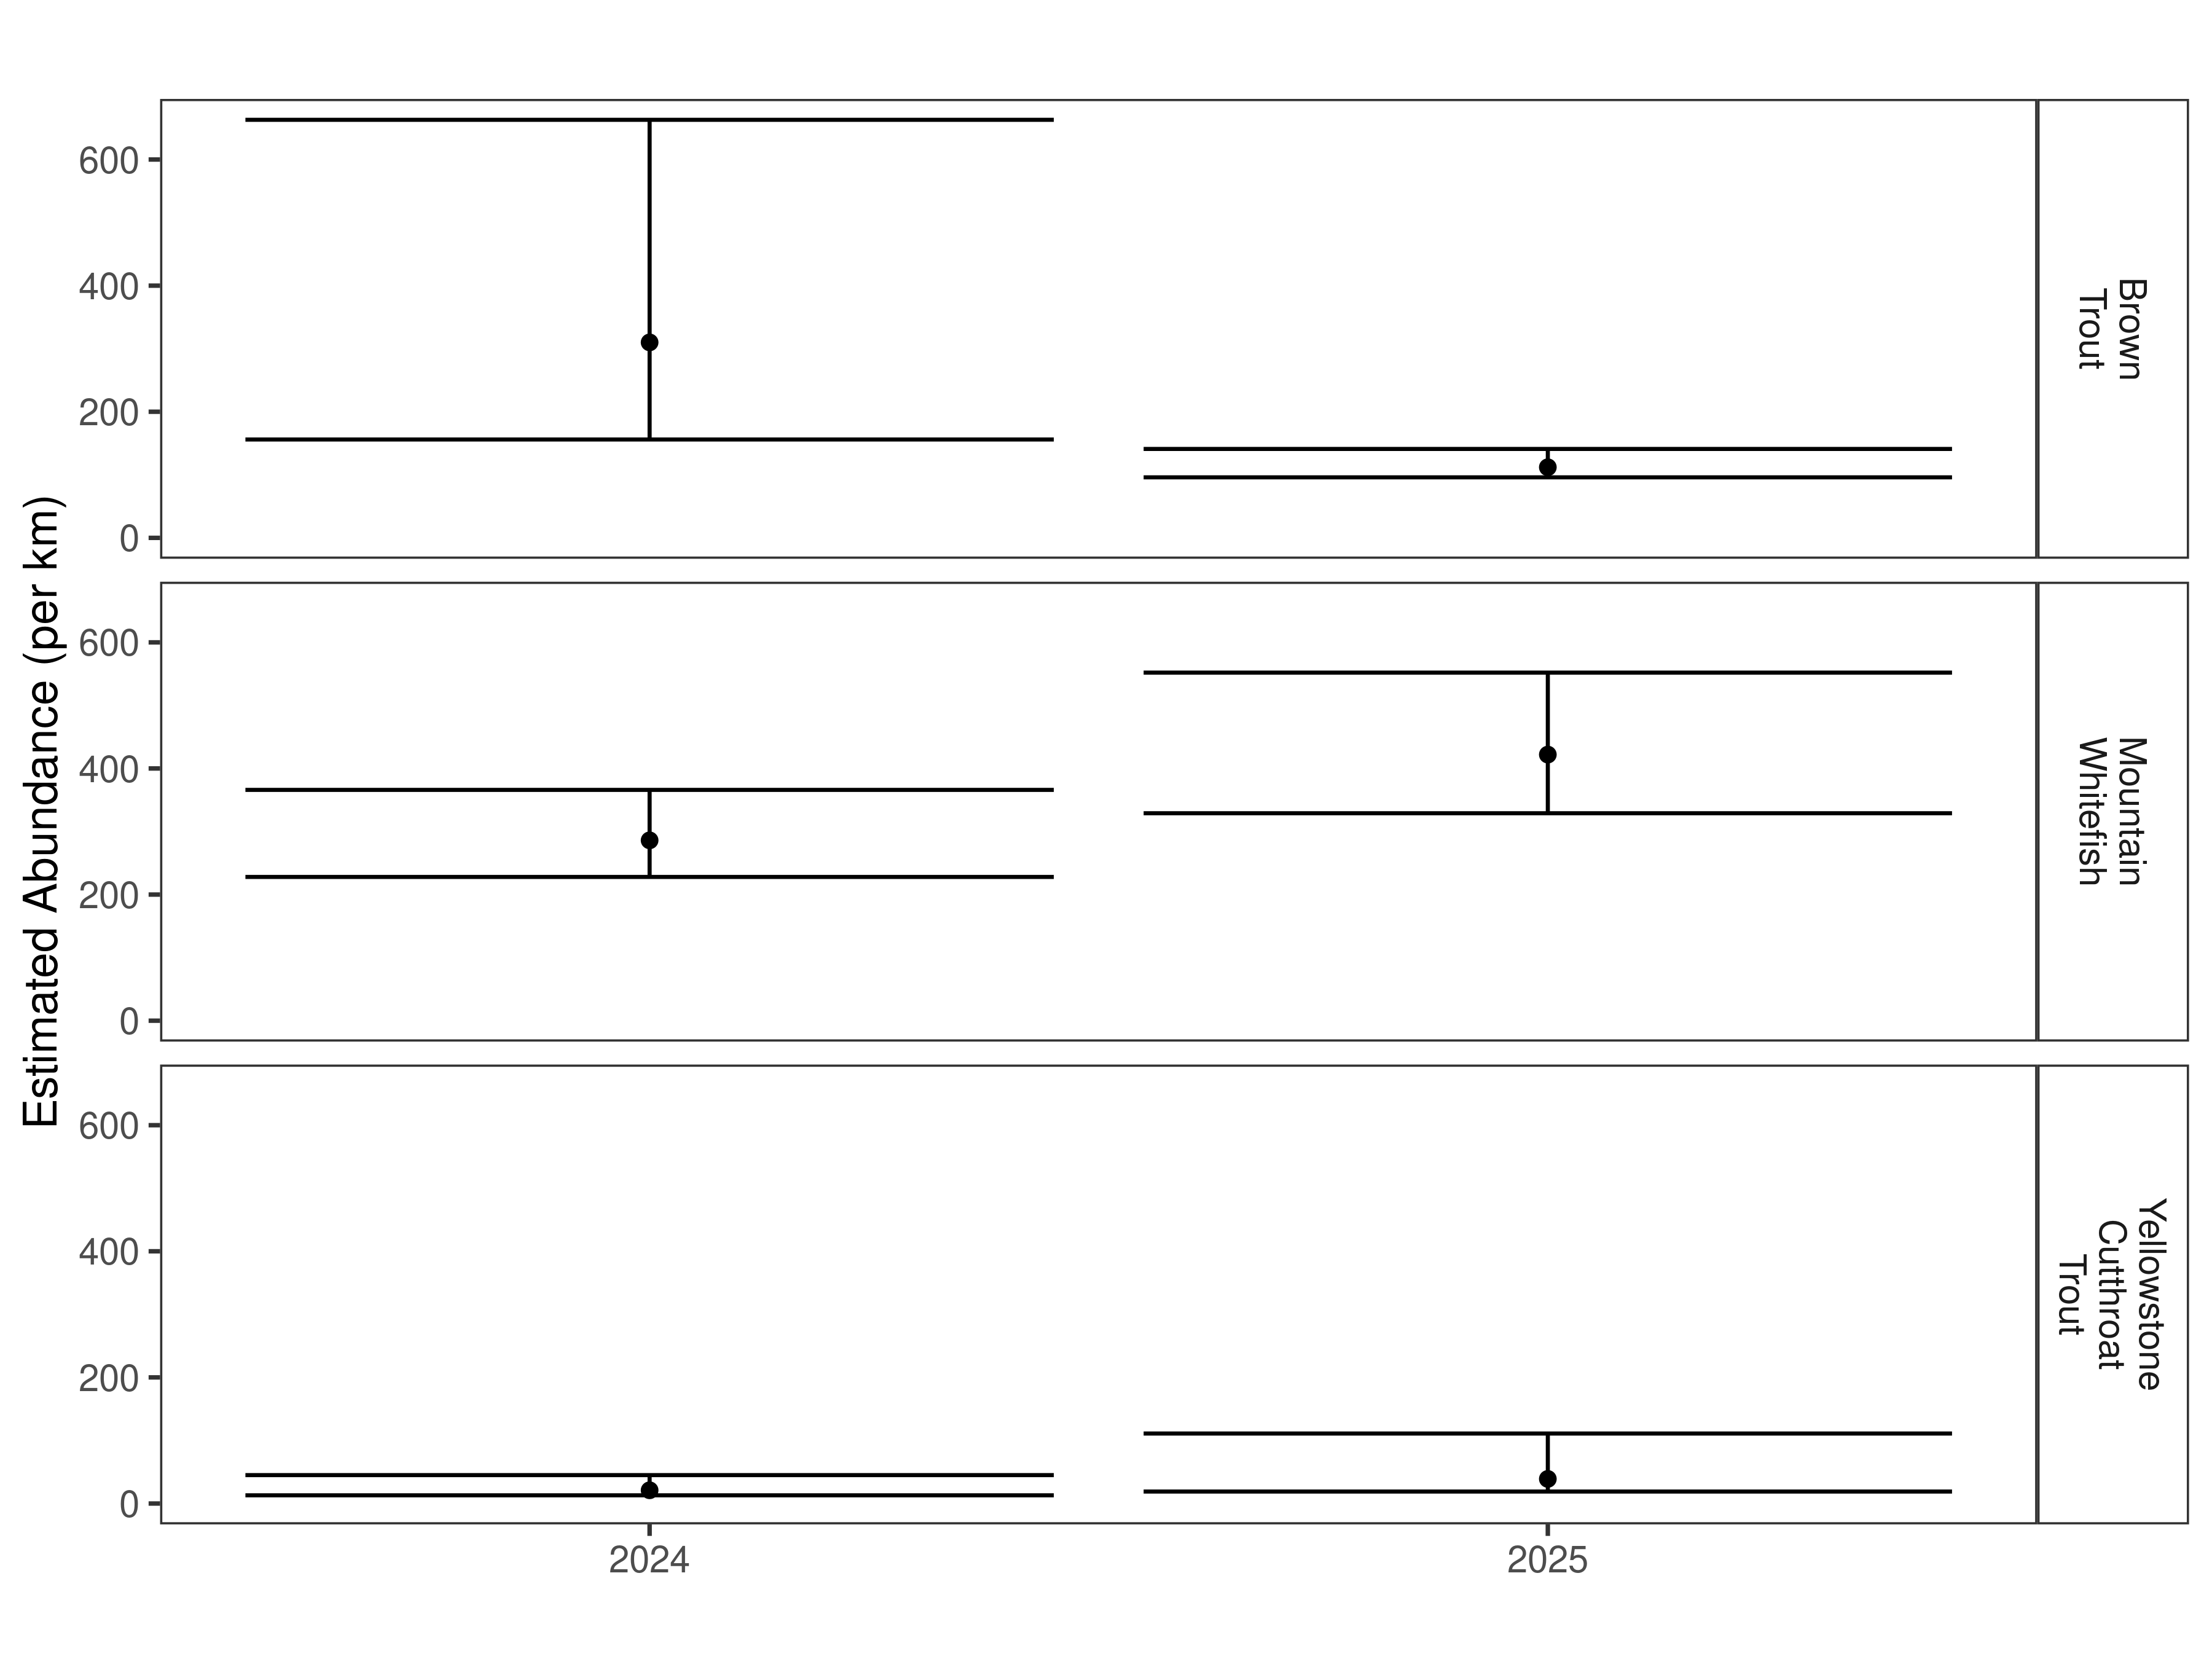 Estimated Abundance (per km)
600
400
200
0
Brown
Trout
600
400
200
0
Mountain
Whitefish
600
400
200
0
Yellowstone
Cutthroat
Trout
2024
2025